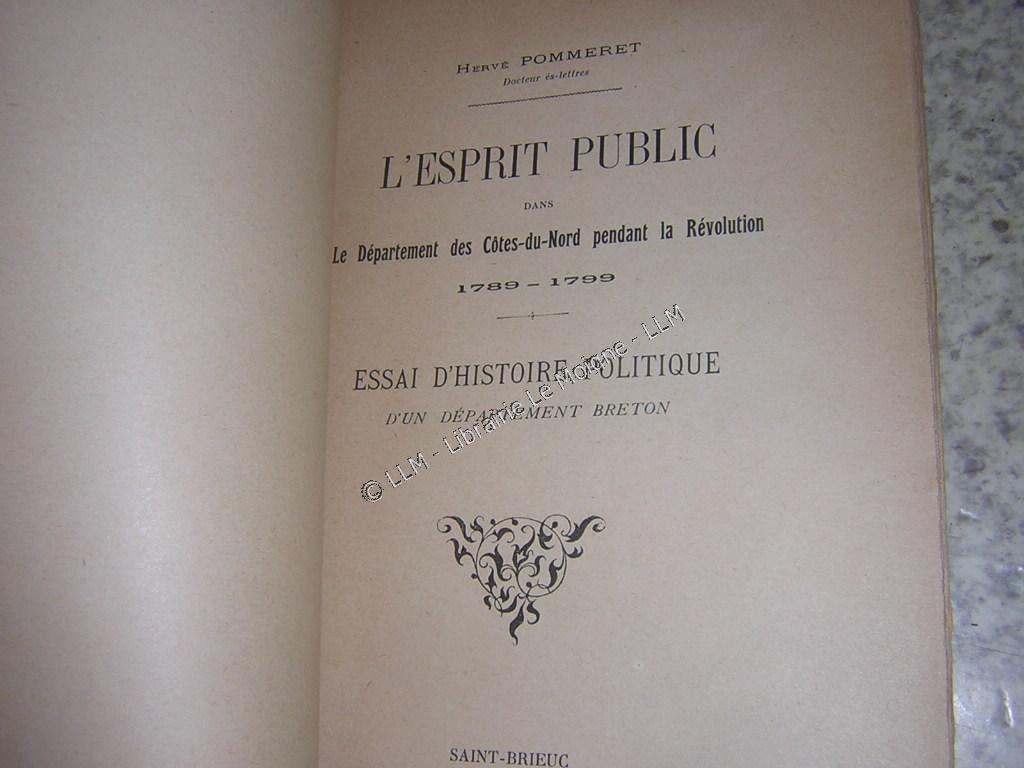 HERVÉ POMMERET
Docteur ès-lettres
L'ESPRIT PUBLIC
DANS
Le Département des Côtes-du-Nord pendant la Révolution
1789 - 1799
ESSAI D'HISTOIRE POLITIQUE
D'UN DÉPARTEMENT BRETON
© LLM - Librairie Le Moigne - LLM
SAINT-BRIEUC